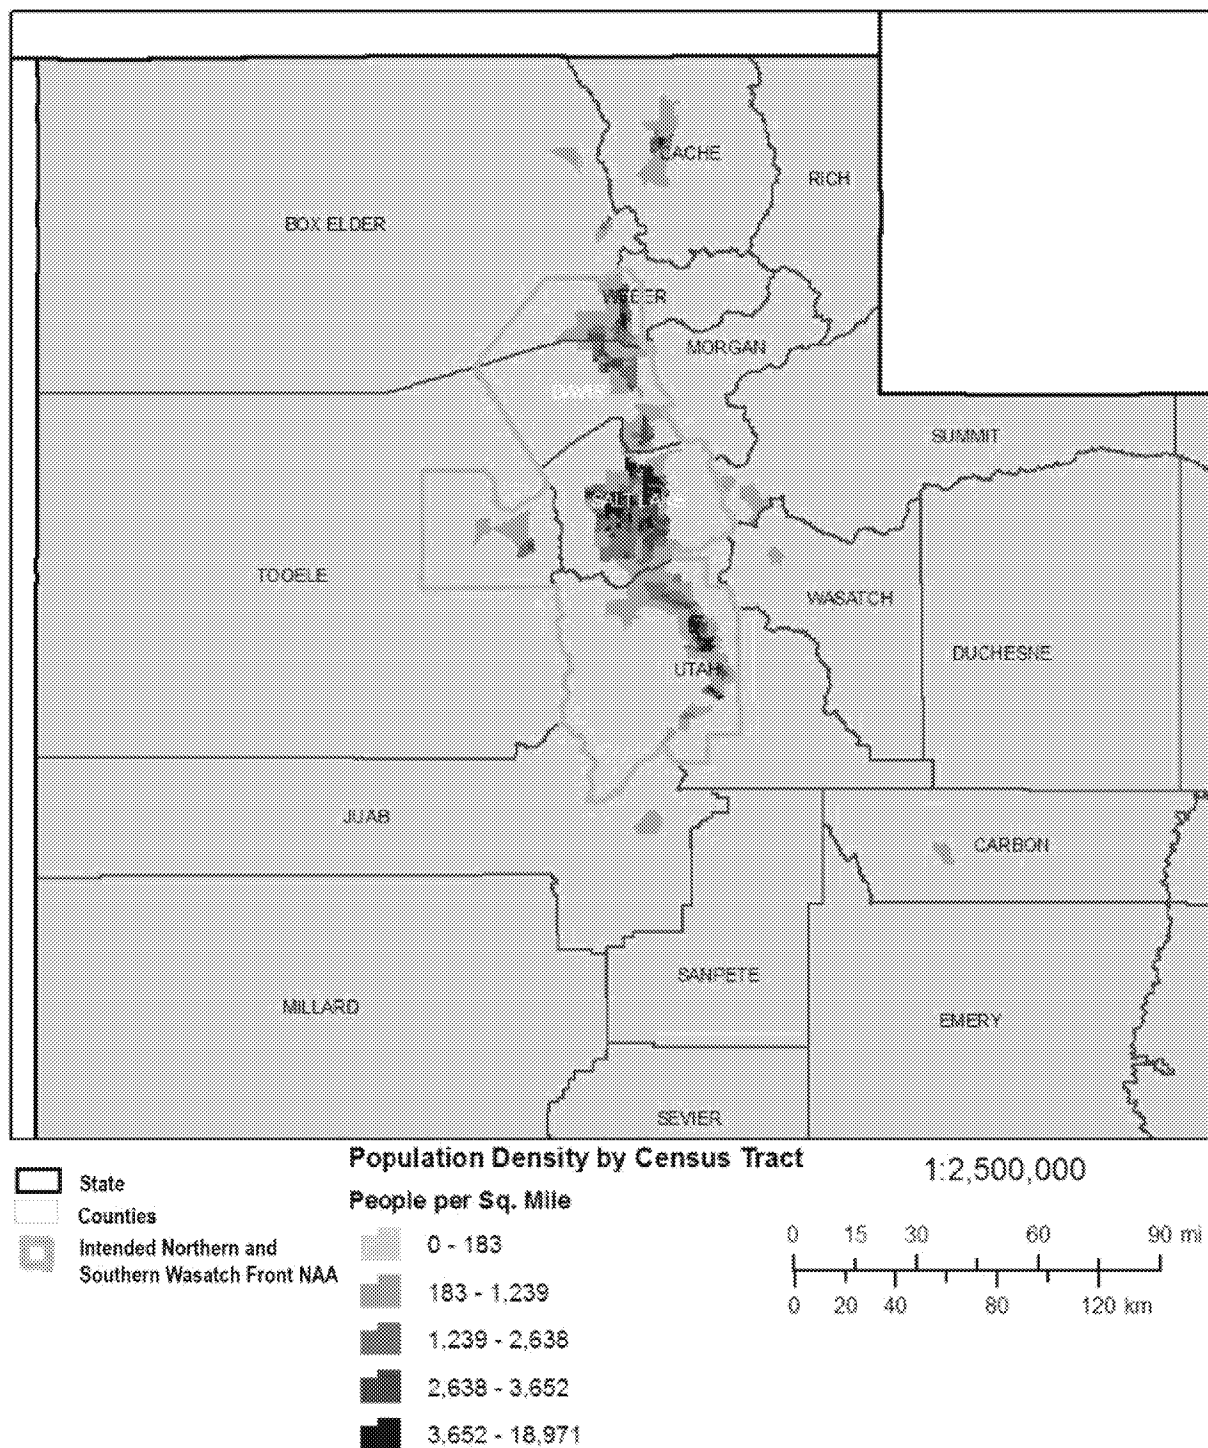 CACHE
RICH
BOX ELDER
WEBER
MORGAN
DAVIS
SUMMIT
SALT LAKE
TOOELE
WASATCH
DUCHESNE
UTAH
JUAB
CARBON
SANPETE
MILLARD
EMERY
SEVIER
Population Density by Census Tract
1:2,500,000
State
Counties
Intended Northern and
Southern Wasatch Front NAA
People per Sq. Mile
0 - 183
183 - 1,239
1,239 - 2,638
2,638 - 3,652
3,652 - 18,971
0 15 30 60 90 mi
0 20 40 80 120 km